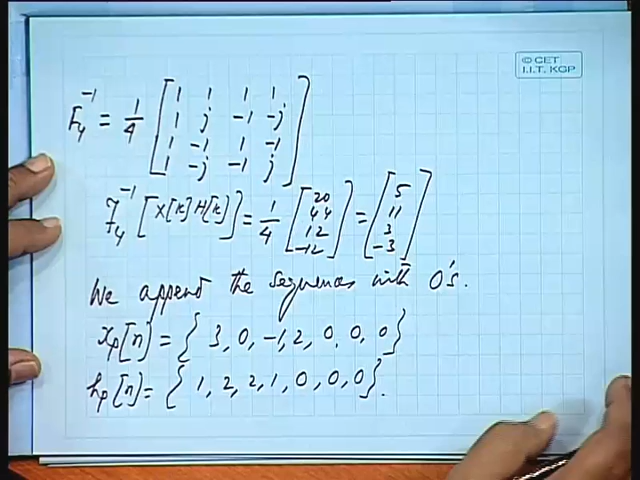 © CET
I.I.T. KGP
F₄⁻¹ = 1/4 [1 1 1 1; 1 j -1 -j; 1 -1 1 -1; 1 -j -1 j]
F₄⁻¹ [X[k] H[k]] = 1/4 [20; 44; 12; -12] = [5; 11; 3; -3]
We append the sequences with 0's.
xₚ[n] = { 3, 0, -1, 2, 0, 0, 0 }
hₚ[n] = { 1, 2, 2, 1, 0, 0, 0 }.